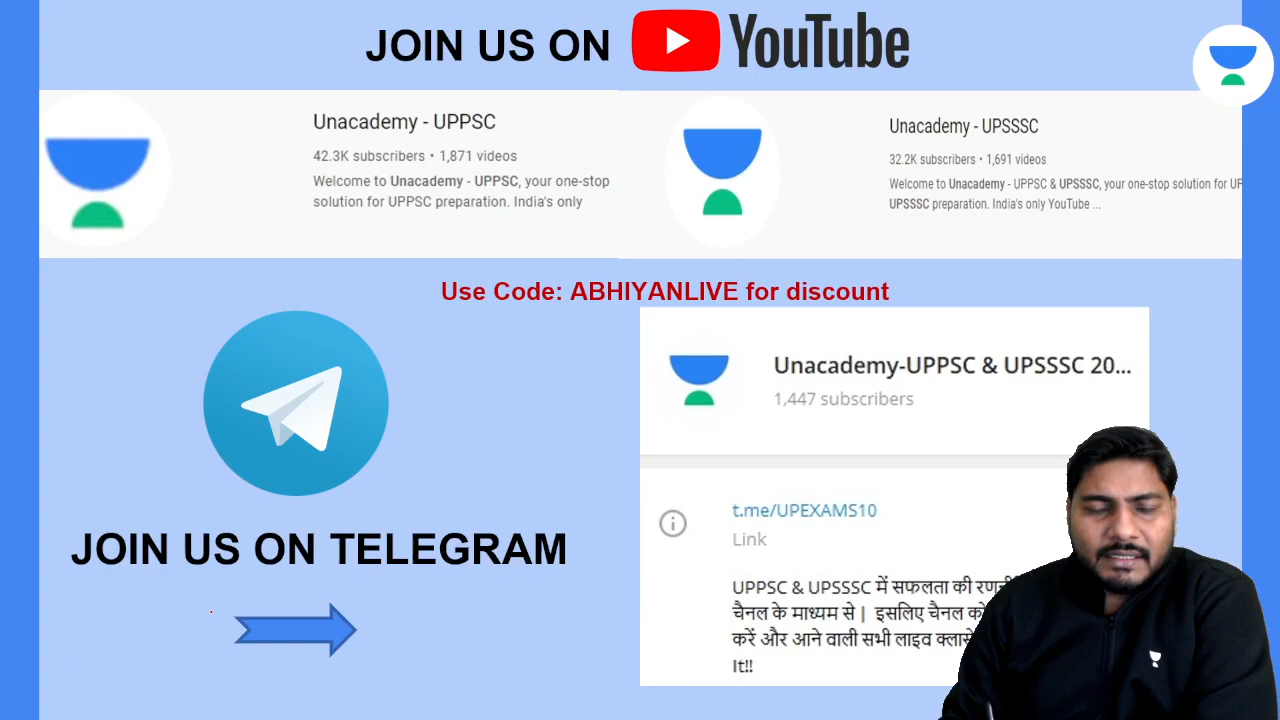 JOIN US ON YouTube
Unacademy - UPPSC
42.3K subscribers • 1,871 videos
Welcome to Unacademy - UPPSC, your one-stop
solution for UPPSC preparation. India's only
Unacademy - UPSSSC
32.2K subscribers • 1,691 videos
Welcome to Unacademy - UPPSC & UPSSSC, your one-stop solution for
UPSSSC preparation. India's only YouTube ...
Use Code: ABHIYANLIVE for discount
Unacademy-UPPSC & UPSSSC 20...
1,447 subscribers
t.me/UPEXAMS10
Link
UPPSC & UPSSSC में सफलता की
चैनल के माध्यम से | इसलिए चैनल को
करें और आने वाली सभी लाइव
It!!
JOIN US ON TELEGRAM